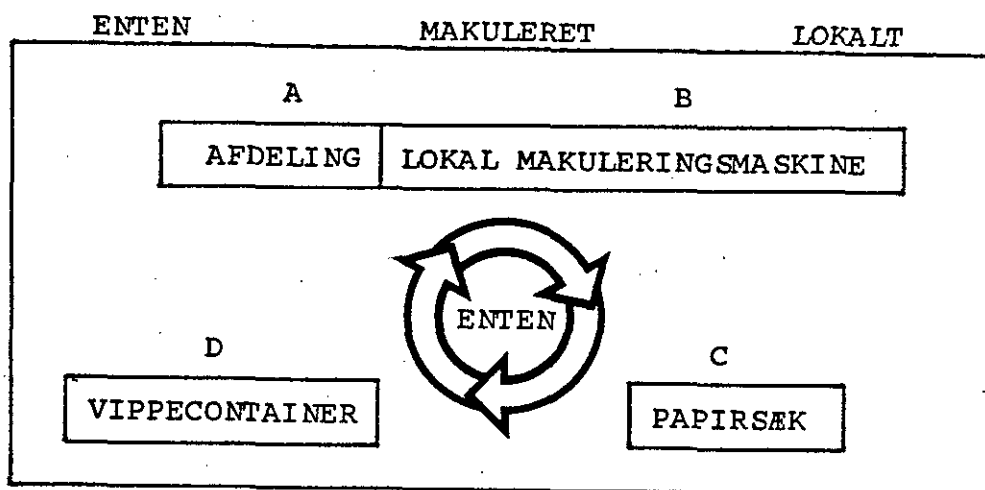 ENTEN MAKULERET LOKALT
A B
AFDELING LOKAL MAKULERINGSMASKINE
ENTEN
D C
VIPPECONTAINER PAPIRSÆK